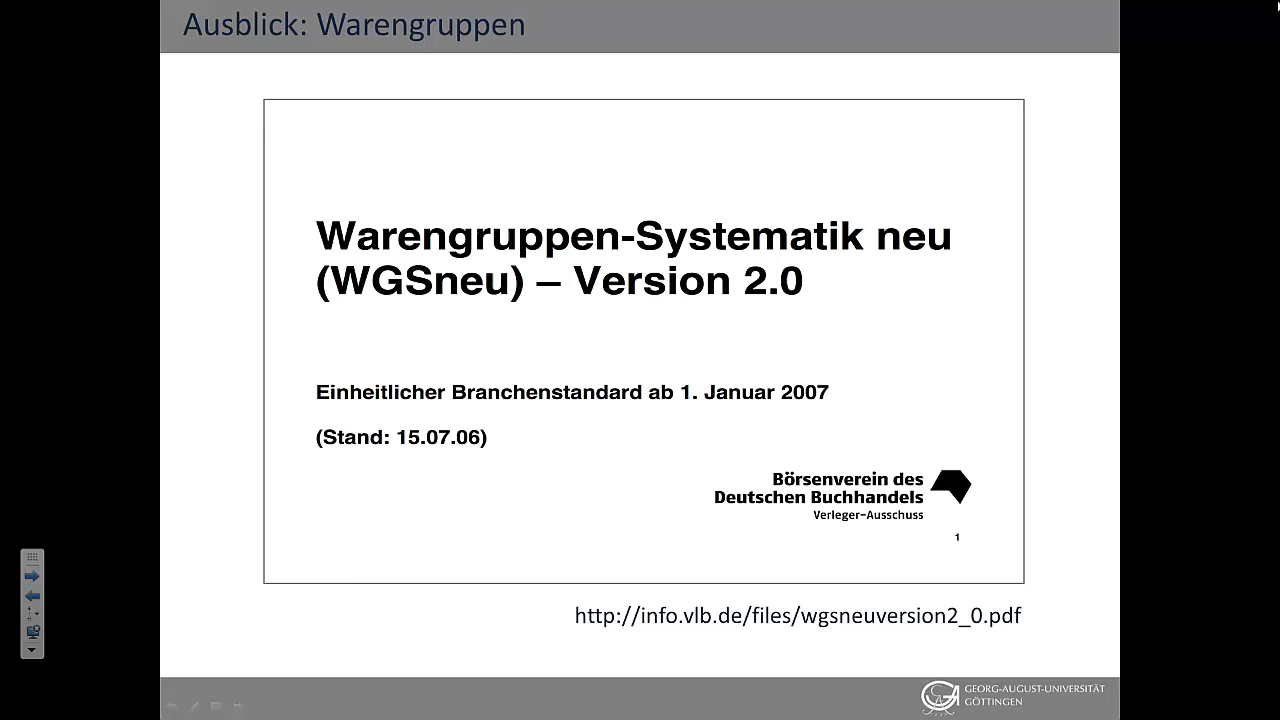 Ausblick: Warengruppen
Warengruppen-Systematik neu
(WGSneu) – Version 2.0
Einheitlicher Branchenstandard ab 1. Januar 2007
(Stand: 15.07.06)
Börsenverein des
Deutschen Buchhandels
Verleger-Ausschuss
1
http://info.vlb.de/files/wgsneuversion2_0.pdf
GEORG-AUGUST-UNIVERSITÄT
GÖTTINGEN